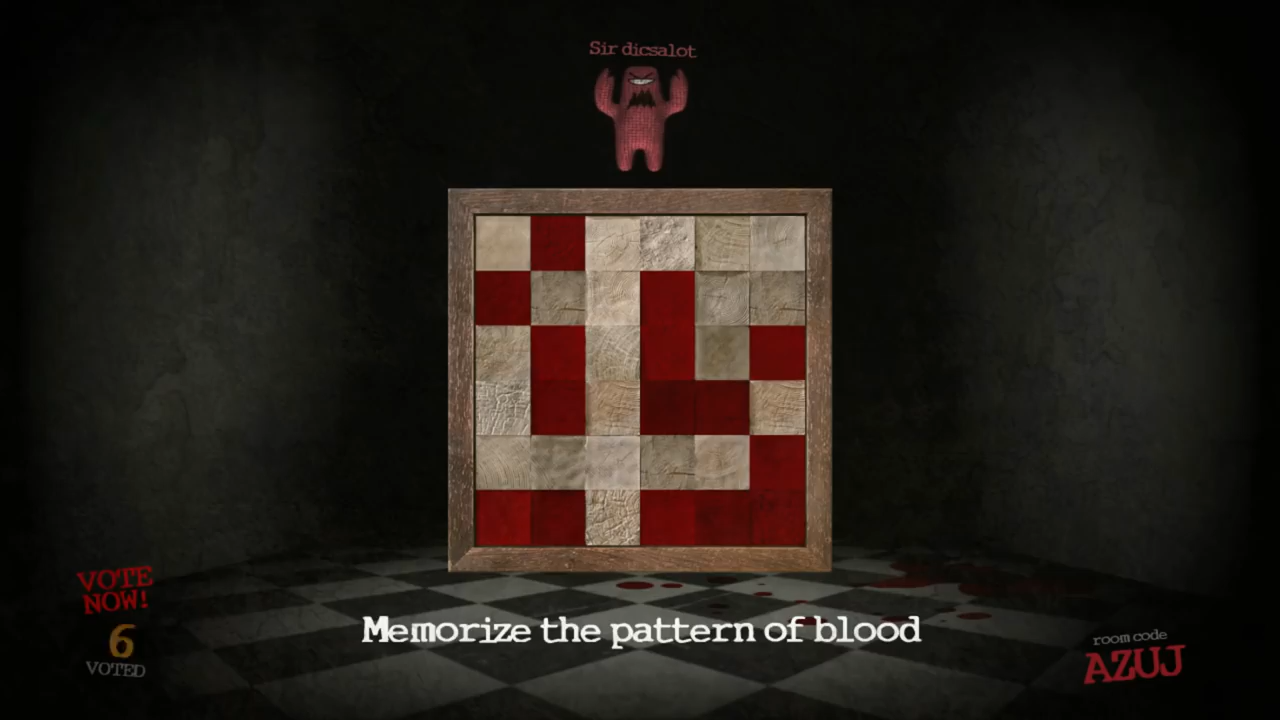 Sir dicsalot
VOTE
NOW!
6
VOTED
Memorize the pattern of blood
room code
AZUJ